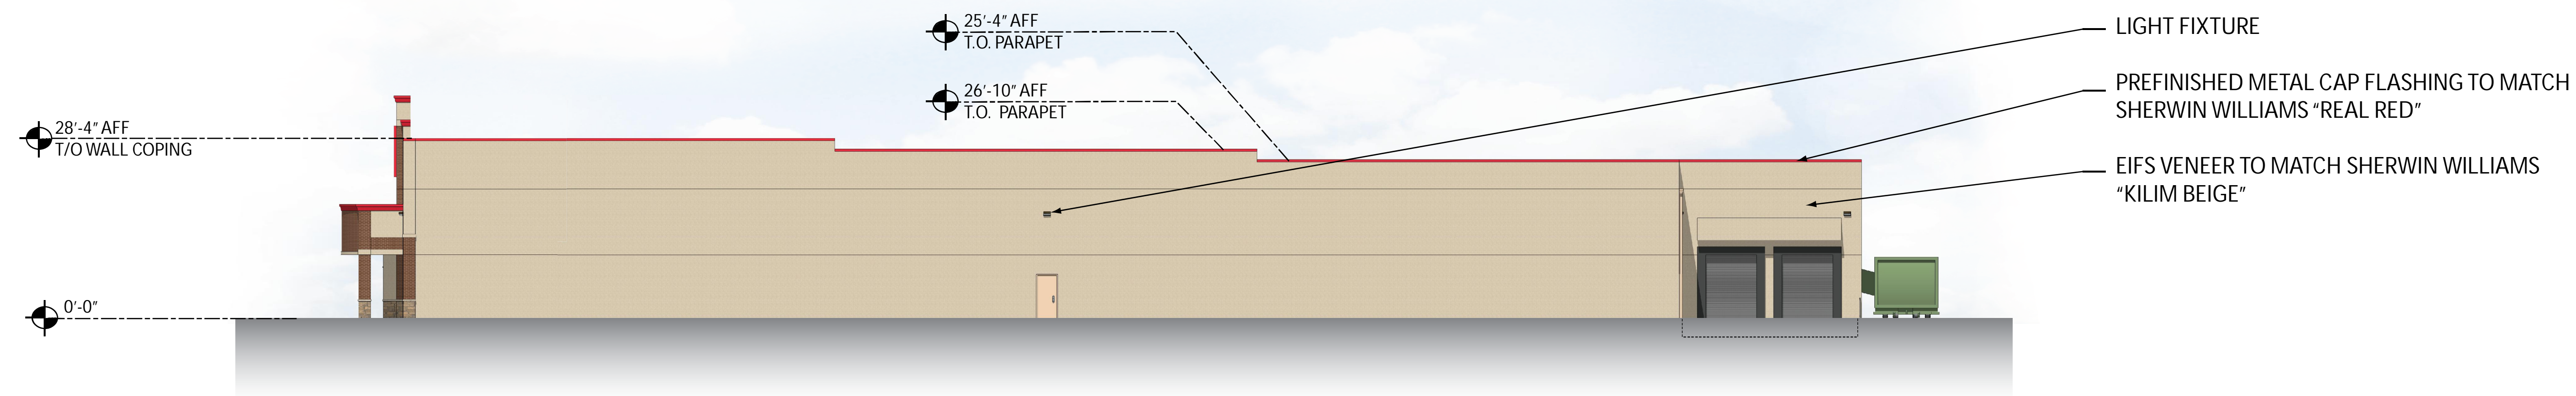 25'-4" AFF
T.O. PARAPET
26'-10" AFF
T.O. PARAPET
28'-4" AFF
T/O WALL COPING
0'-0"
LIGHT FIXTURE
PREFINISHED METAL CAP FLASHING TO MATCH
SHERWIN WILLIAMS “REAL RED”
EIFS VENEER TO MATCH SHERWIN WILLIAMS
“KILIM BEIGE”